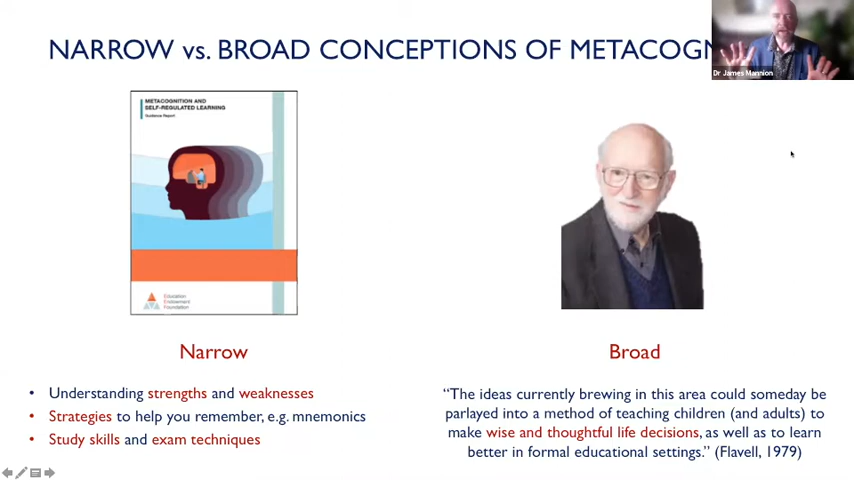 NARROW vs. BROAD CONCEPTIONS OF METACOGN
Dr James Mannion
METACOGNITION AND
SELF-REGULATED LEARNING
Guidance Report
Education
Endowment
Foundation
Narrow
• Understanding strengths and weaknesses
• Strategies to help you remember, e.g. mnemonics
• Study skills and exam techniques
Broad
“The ideas currently brewing in this area could someday be
parlayed into a method of teaching children (and adults) to
make wise and thoughtful life decisions, as well as to learn
better in formal educational settings.” (Flavell, 1979)